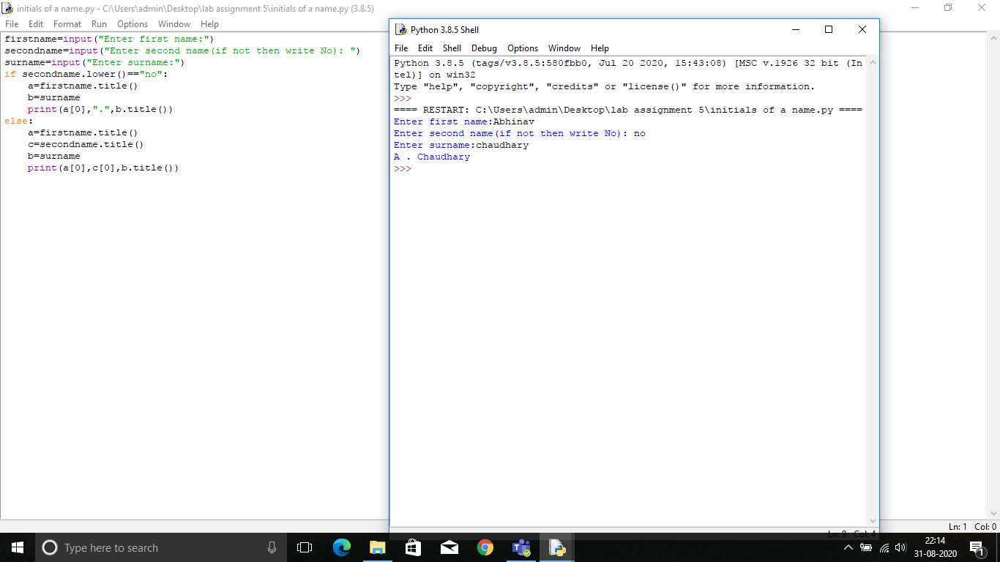 initials of a name.py - C:\Users\admin\Desktop\lab assignment 5\initials of a name.py (3.8.5)
File Edit Format Run Options Window Help
firstname=input("Enter first name:")
secondname=input("Enter second name(if not then write No): ")
surname=input("Enter surname:")
if secondname.lower()=="no":
    a=firstname.title()
    b=surname
    print(a[0],".",b.title())
else:
    a=firstname.title()
    c=secondname.title()
    b=surname
    print(a[0],c[0],b.title())
Python 3.8.5 Shell
File Edit Shell Debug Options Window Help
Python 3.8.5 (tags/v3.8.5:580fbb0, Jul 20 2020, 15:43:08) [MSC v.1926 32 bit (In
tel)] on win32
Type "help", "copyright", "credits" or "license()" for more information.
>>>
==== RESTART: C:\Users\admin\Desktop\lab assignment 5\initials of a name.py ====
Enter first name:Abhinav
Enter second name(if not then write No): no
Enter surname:chaudhary
A . Chaudhary
>>>
Ln: 9 Col: 4
Ln: 1 Col: 0
Type here to search
22:14
31-08-2020
1